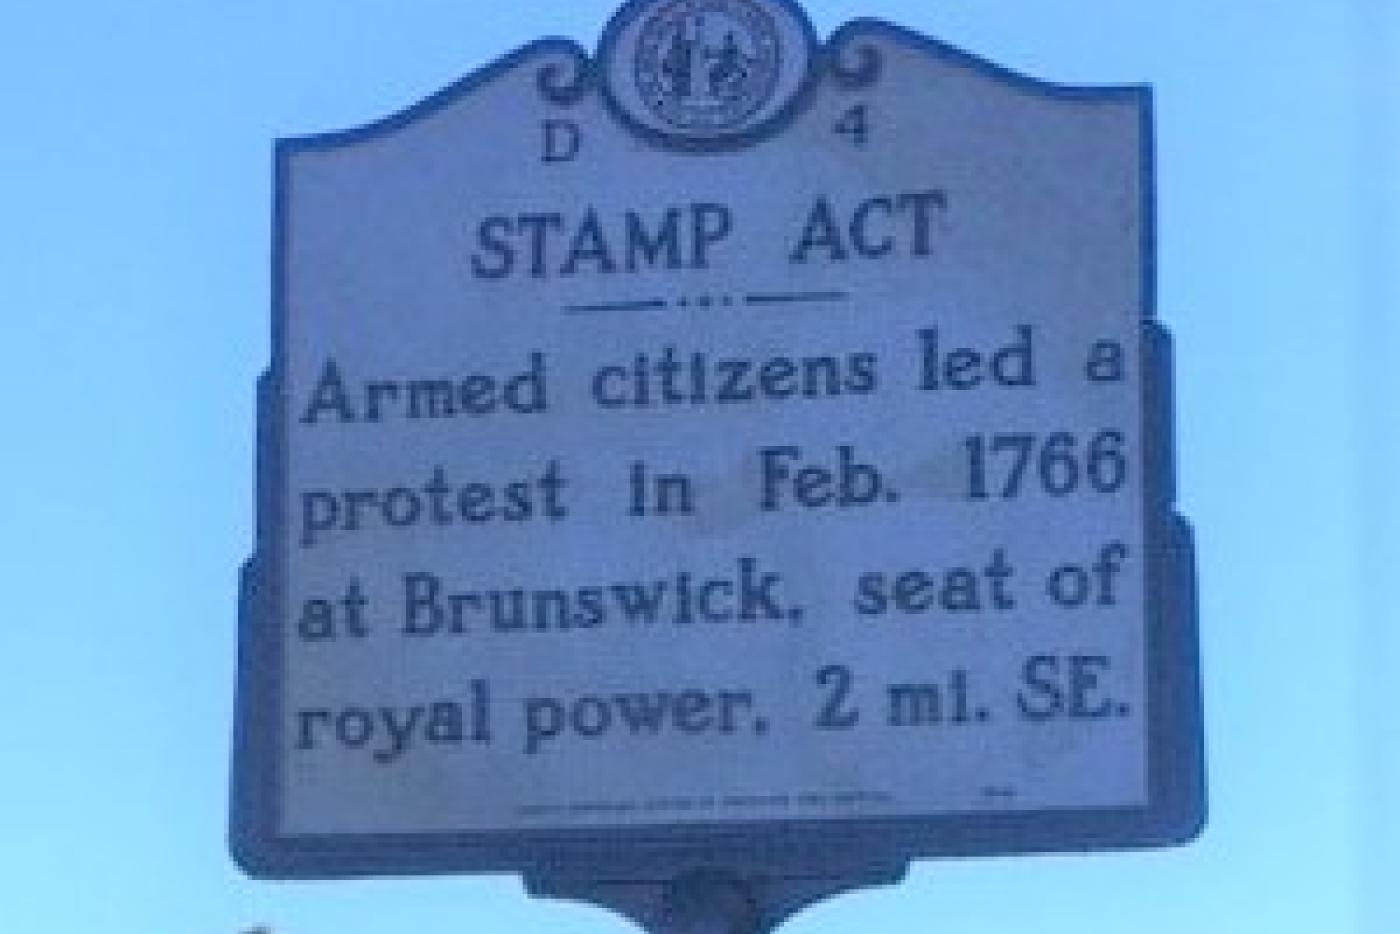 D 4
STAMP ACT
Armed citizens led a
protest in Feb. 1766
at Brunswick, seat of
royal power. 2 mi. SE.